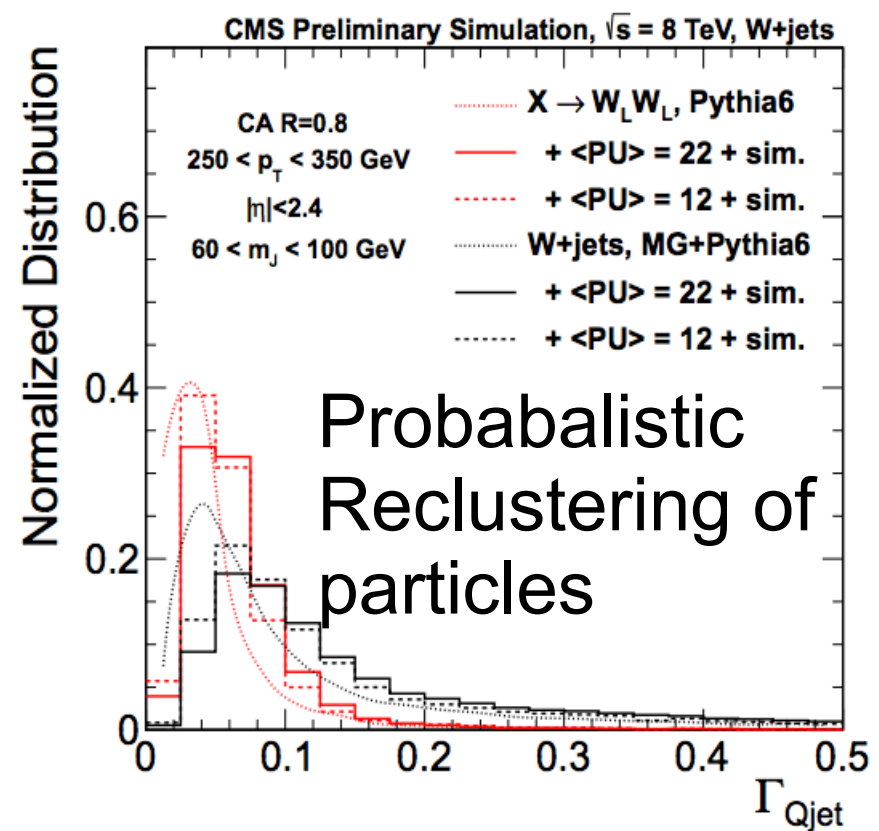 CMS Preliminary Simulation, √s = 8 TeV, W+jets
Normalized Distribution
CA R=0.8
250 < p_T < 350 GeV
|η|<2.4
60 < m_J < 100 GeV
X → W_L W_L, Pythia6
+ <PU> = 22 + sim.
+ <PU> = 12 + sim.
W+jets, MG+Pythia6
+ <PU> = 22 + sim.
+ <PU> = 12 + sim.
Probabalistic
Reclustering of
particles
0.6
0.4
0.2
0
0 0.1 0.2 0.3 0.4 0.5
Γ_Qjet